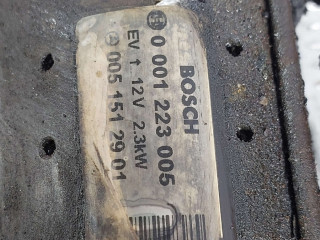 BOSCH
0 001 223 005
EV ↑ 12V 2.3kW
005 151 29 01